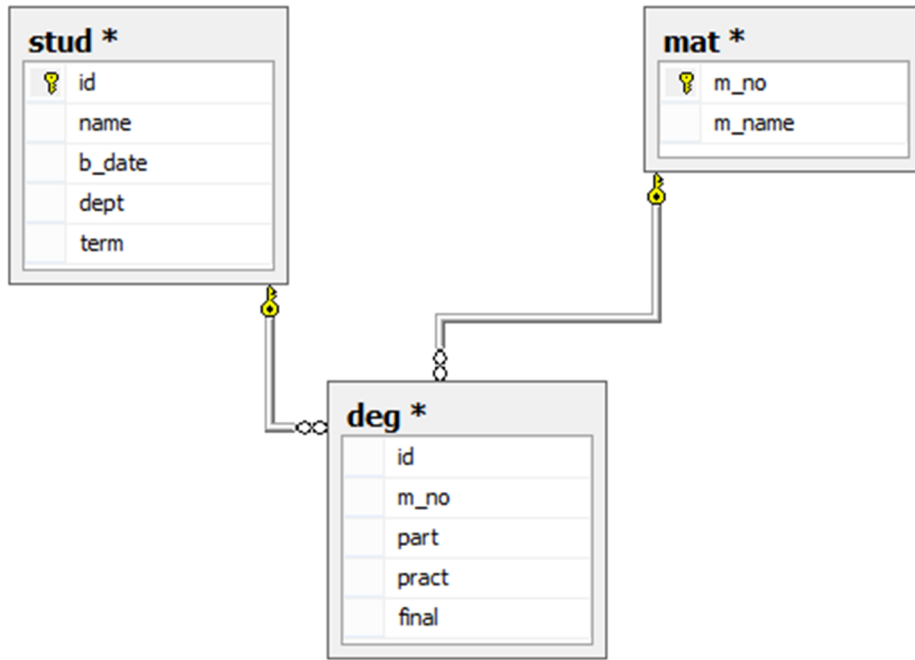 stud *
id
name
b_date
dept
term
mat *
m_no
m_name
deg *
id
m_no
part
pract
final